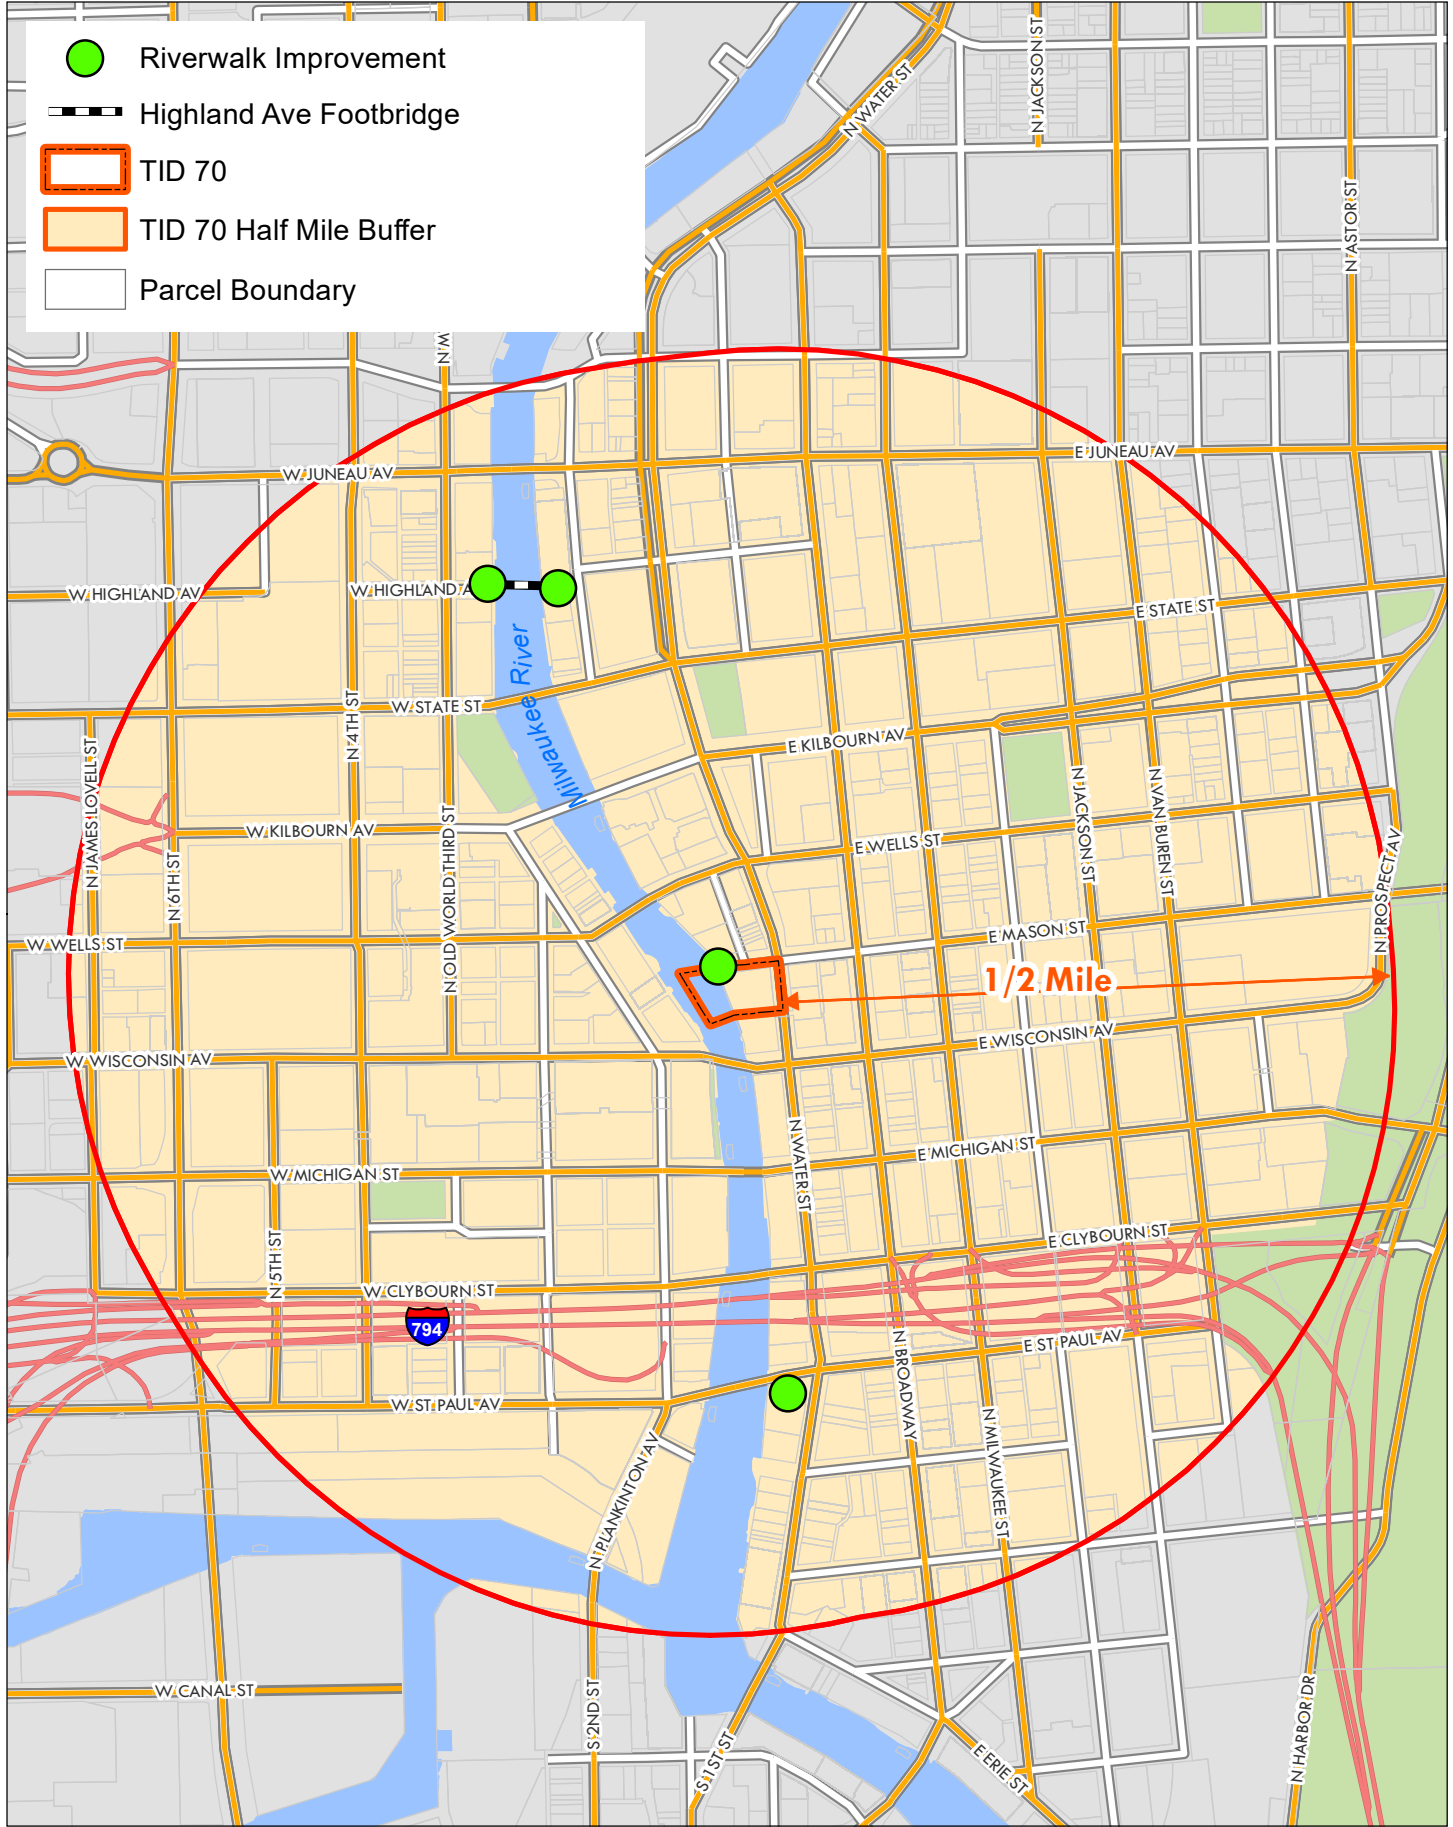 Riverwalk Improvement
Highland Ave Footbridge
TID 70
TID 70 Half Mile Buffer
Parcel Boundary
N WATER ST
N JACKSON ST
N ASTOR ST
N W
W JUNEAU AV
E JUNEAU AV
W HIGHLAND AV
W HIGHLAND A
E STATE ST
Milwaukee River
W STATE ST
N 4TH ST
E KILBOURN AV
N JAMES LOVELL ST
N JACKSON ST
N VAN BUREN ST
W KILBOURN AV
N OLD WORLD THIRD ST
E WELLS ST
N 6TH ST
N PROSPECT AV
W WELLS ST
E MASON ST
1/2 Mile
W WISCONSIN AV
E WISCONSIN AV
N WATER ST
E MICHIGAN ST
W MICHIGAN ST
N 5TH ST
E CLYBOURN ST
W CLYBOURN ST
794
E ST PAUL AV
N BROADWAY
W ST PAUL AV
N MILWAUKEE ST
N PLANKINTON AV
W CANAL ST
S 2ND ST
S 1ST ST
E ERIE ST
N HARBOR DR